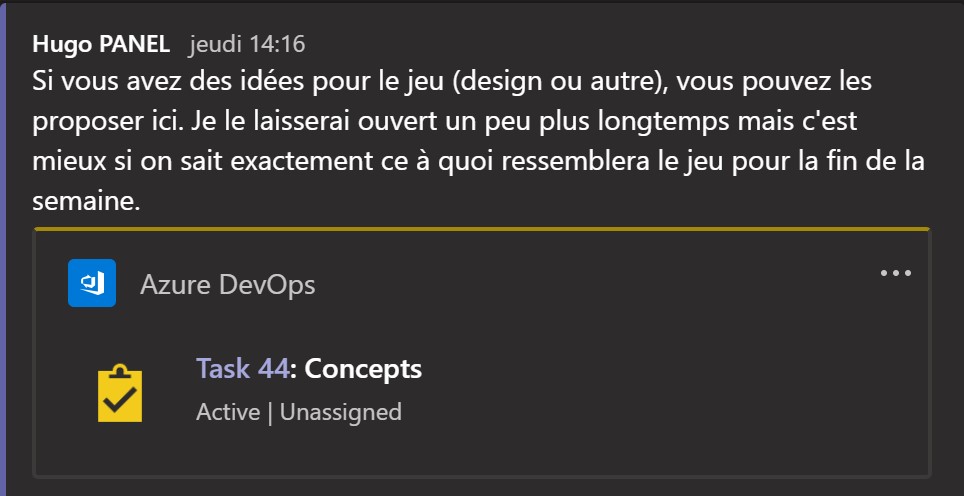 Hugo PANEL jeudi 14:16
Si vous avez des idées pour le jeu (design ou autre), vous pouvez les
proposer ici. Je le laisserai ouvert un peu plus longtemps mais c'est
mieux si on sait exactement ce à quoi ressemblera le jeu pour la fin de la
semaine.
Azure DevOps
Task 44: Concepts
Active | Unassigned